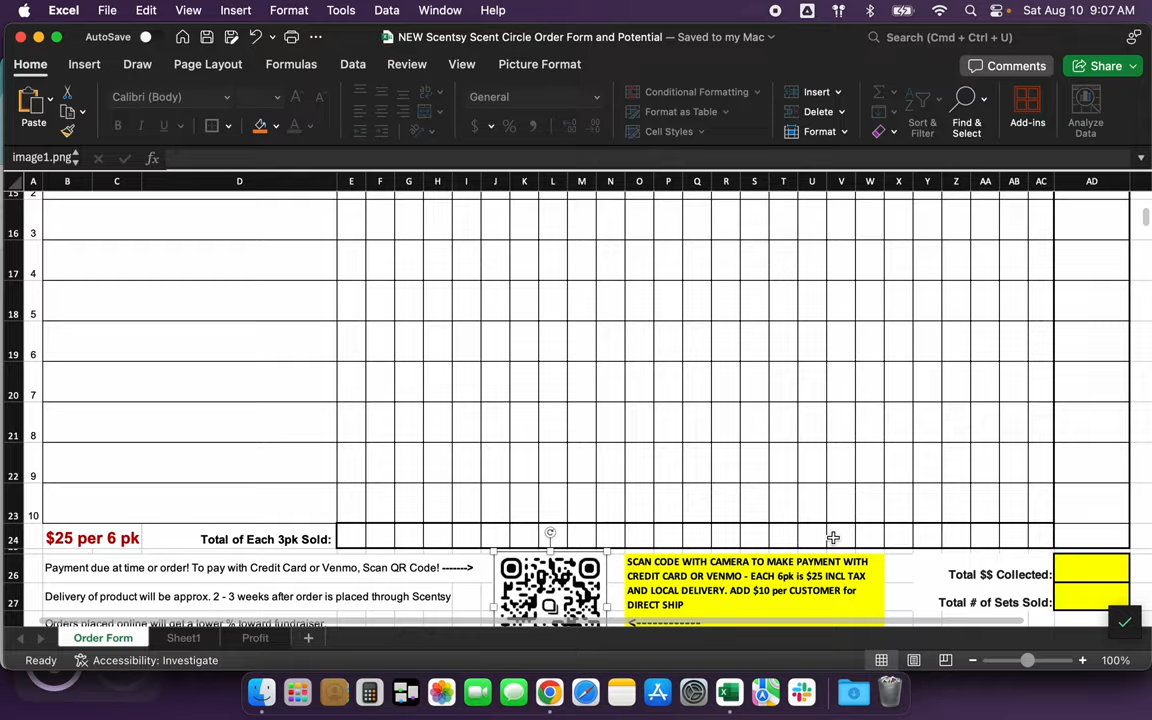 Excel File Edit View Insert Format Tools Data Window Help Sat Aug 10 9:07 AM
AutoSave NEW Scentsy Scent Circle Order Form and Potential — Saved to my Mac Search (Cmd + Ctrl + U)
Home Insert Draw Page Layout Formulas Data Review View Picture Format Comments Share
Paste Calibri (Body) General Conditional Formatting Insert
Format as Table Delete
Cell Styles Format
Sort & Filter Find & Select Add-ins Analyze Data
image1.png fx
A B C D E F G H I J K L M N O P Q R S T U V W X Y Z AA AB AC AD
15 2
16 3
17 4
18 5
19 6
20 7
21 8
22 9
23 10
24 $25 per 6 pk Total of Each 3pk Sold:
26 Payment due at time or order! To pay with Credit Card or Venmo, Scan QR Code! ------->
SCAN CODE WITH CAMERA TO MAKE PAYMENT WITH
CREDIT CARD OR VENMO - EACH 6pk is $25 INCL TAX
AND LOCAL DELIVERY. ADD $10 per CUSTOMER for
DIRECT SHIP
<------------
Total $$ Collected:
27 Delivery of product will be approx. 2 - 3 weeks after order is placed through Scentsy
Total # of Sets Sold:
Orders placed online will get a lower % toward fundraiser
Order Form Sheet1 Profit +
Ready Accessibility: Investigate 100%